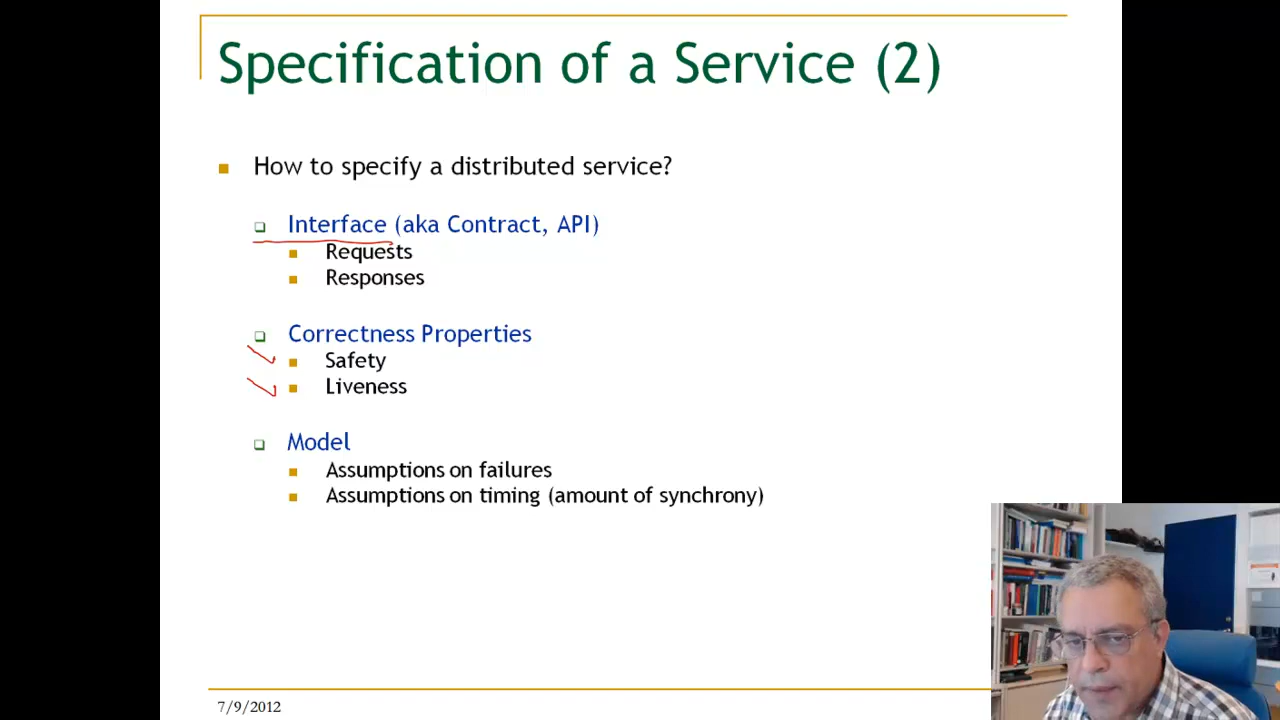 Specification of a Service (2)
How to specify a distributed service?
Interface (aka Contract, API)
Requests
Responses
Correctness Properties
Safety
Liveness
Model
Assumptions on failures
Assumptions on timing (amount of synchrony)
7/9/2012